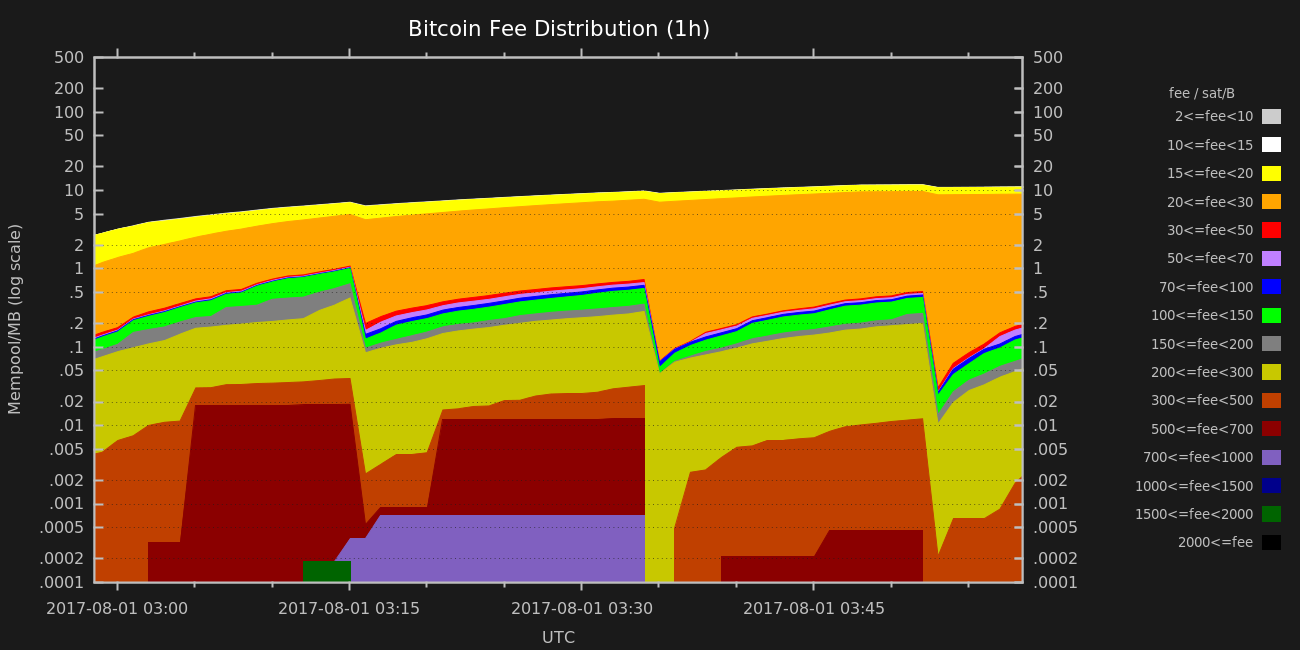 Bitcoin Fee Distribution (1h)
500 500
200 200
100 100
50 50
20 20
10 10
5 5
2 2
1 1
.5 .5
.2 .2
.1 .1
.05 .05
.02 .02
.01 .01
.005 .005
.002 .002
.001 .001
.0005 .0005
.0002 .0002
.0001 .0001
Mempool/MB (log scale)
2017-08-01 03:00 2017-08-01 03:15 2017-08-01 03:30 2017-08-01 03:45
UTC
fee / sat/B
2<=fee<10
10<=fee<15
15<=fee<20
20<=fee<30
30<=fee<50
50<=fee<70
70<=fee<100
100<=fee<150
150<=fee<200
200<=fee<300
300<=fee<500
500<=fee<700
700<=fee<1000
1000<=fee<1500
1500<=fee<2000
2000<=fee